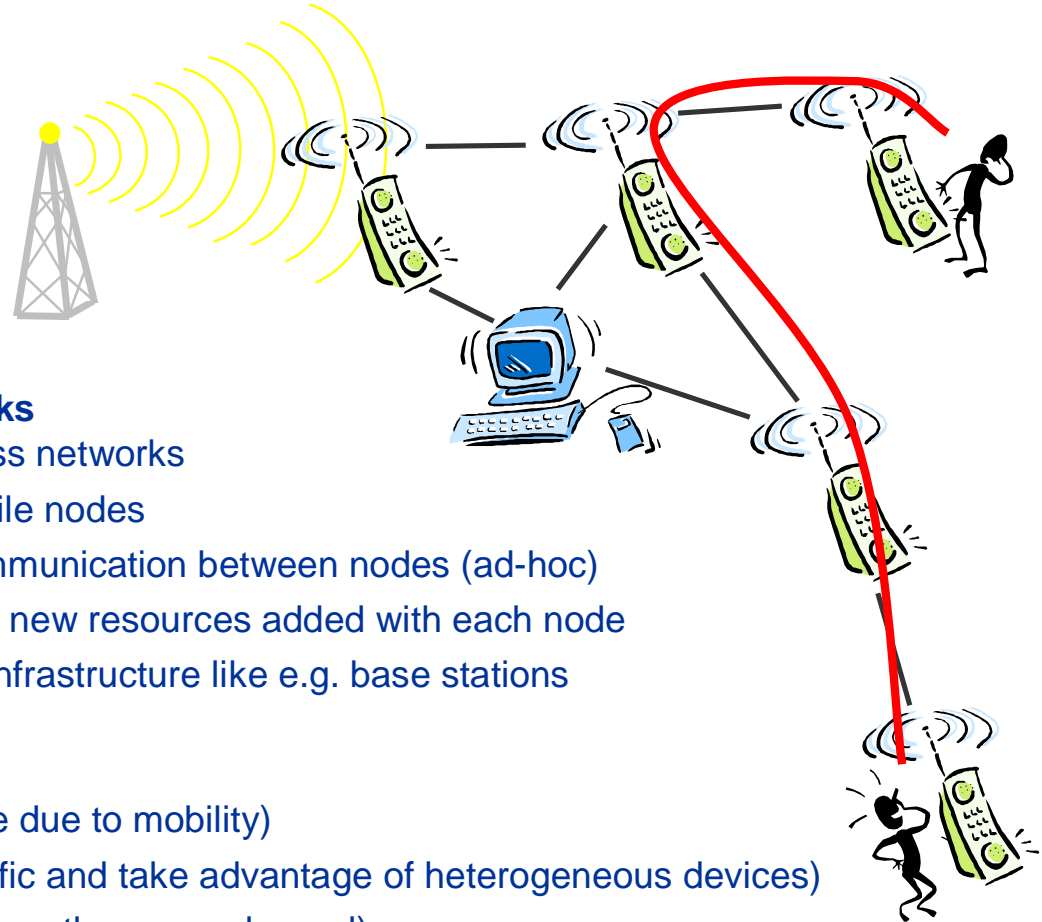 ks
ss networks
ile nodes
mmunication between nodes (ad-hoc)
new resources added with each node
nfrastructure like e.g. base stations
e due to mobility)
fic and take advantage of heterogeneous devices)